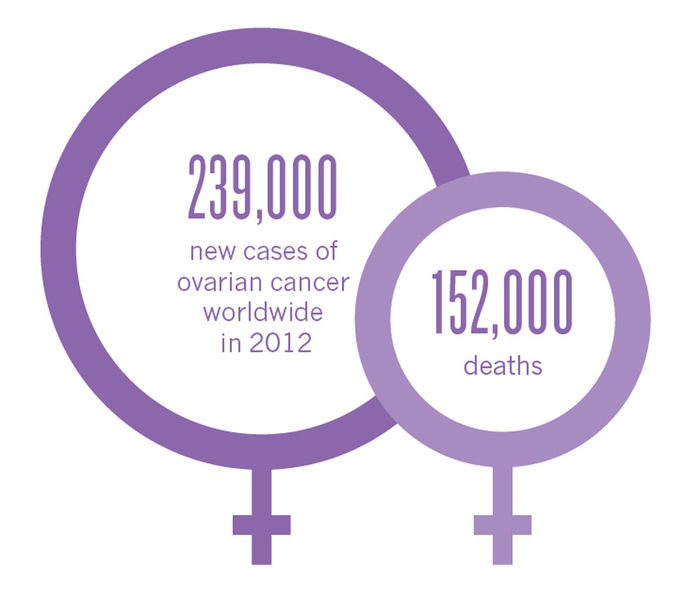 239,000
new cases of
ovarian cancer
worldwide
in 2012
152,000
deaths